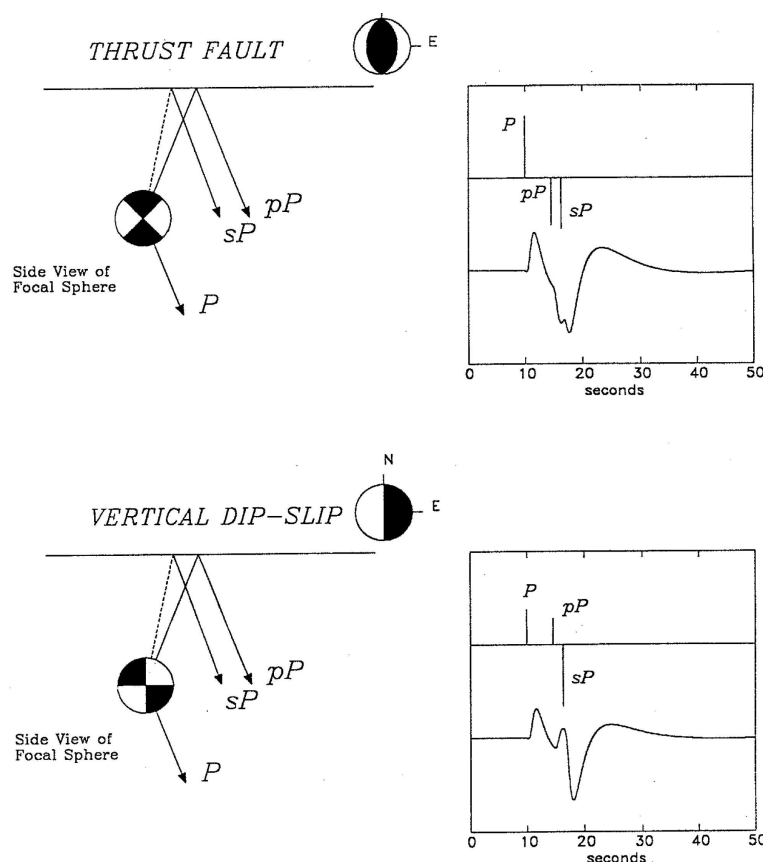 THRUST FAULT
E
P
pP
sP
sP
pP
Side View of
Focal Sphere
P
0 10 20 30 40 50
seconds
N
VERTICAL DIP-SLIP
E
P
pP
sP
sP
pP
Side View of
Focal Sphere
P
0 10 20 30 40 50
seconds